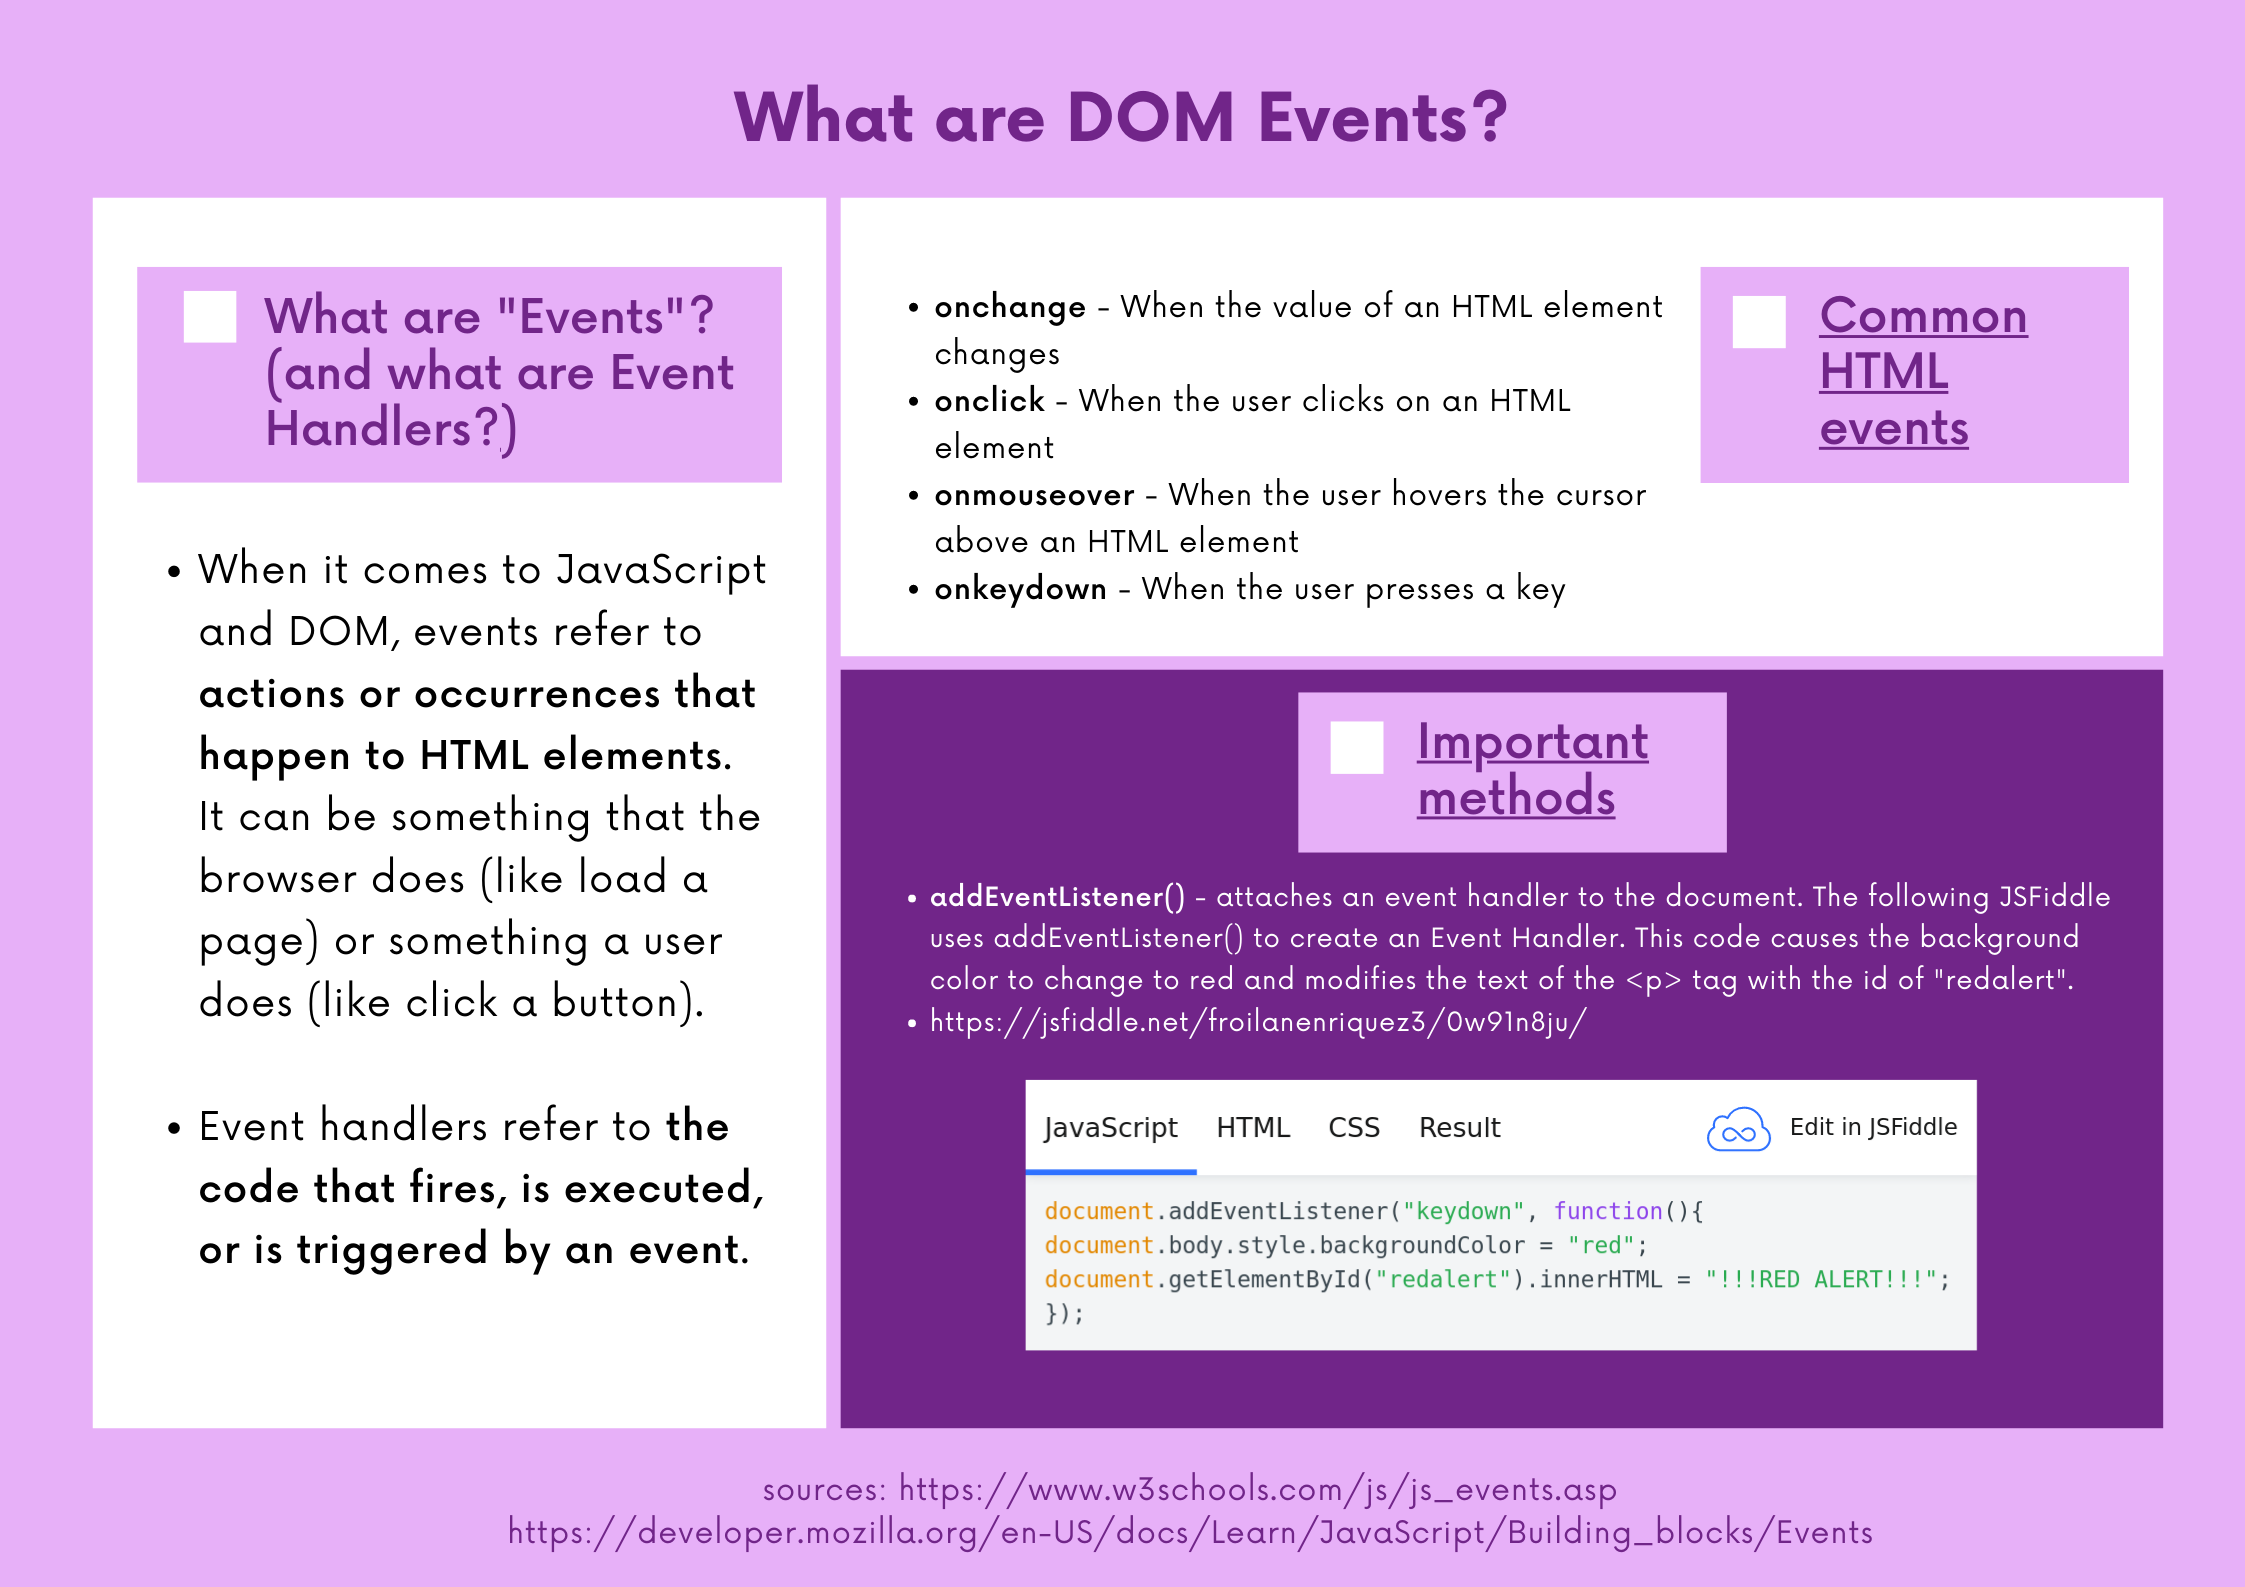 What are DOM Events?
What are "Events"?
(and what are Event
Handlers?)
• When it comes to JavaScript
and DOM, events refer to
actions or occurrences that
happen to HTML elements.
It can be something that the
browser does (like load a
page) or something a user
does (like click a button).
• Event handlers refer to the
code that fires, is executed,
or is triggered by an event.
• onchange - When the value of an HTML element
changes
• onclick - When the user clicks on an HTML
element
• onmouseover - When the user hovers the cursor
above an HTML element
• onkeydown - When the user presses a key
Common
HTML
events
Important
methods
• addEventListener() - attaches an event handler to the document. The following JSFiddle
uses addEventListener() to create an Event Handler. This code causes the background
color to change to red and modifies the text of the <p> tag with the id of "redalert".
• https://jsfiddle.net/froilanenriquez3/0w91n8ju/
JavaScript HTML CSS Result Edit in JSFiddle
document.addEventListener("keydown", function(){
document.body.style.backgroundColor = "red";
document.getElementById("redalert").innerHTML = "!!!RED ALERT!!!";
});
sources: https://www.w3schools.com/js/js_events.asp
https://developer.mozilla.org/en-US/docs/Learn/JavaScript/Building_blocks/Events